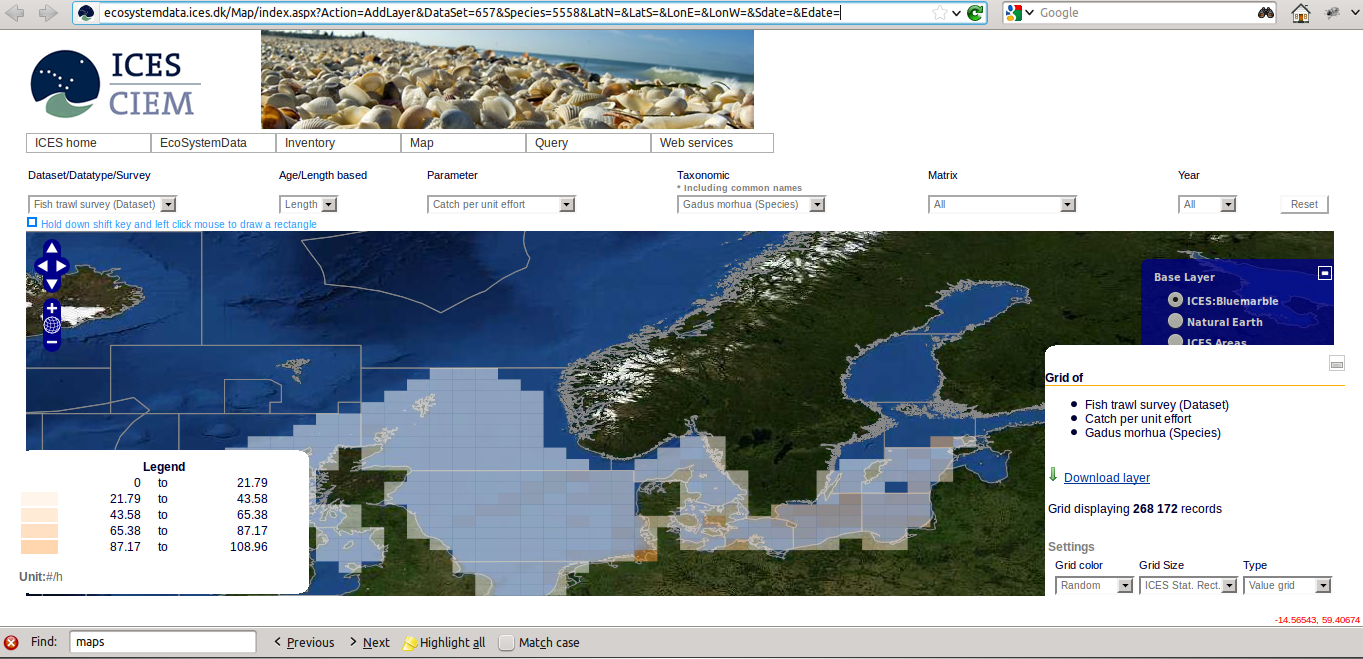 ecosystemdata.ices.dk/Map/index.aspx?Action=AddLayer&DataSet=657&Species=5558&LatN=&LatS=&LonE=&LonW=&Sdate=&Edate=
Google
ICES
CIEM
ICES home EcoSystemData Inventory Map Query Web services
Dataset/Datatype/Survey Age/Length based Parameter Taxonomic Matrix Year
* Including common names
Fish trawl survey (Dataset) Length Catch per unit effort Gadus morhua (Species) All All Reset
Hold down shift key and left click mouse to draw a rectangle
Base Layer
ICES:Bluemarble
Natural Earth
ICES Areas
Grid of
Fish trawl survey (Dataset)
Catch per unit effort
Gadus morhua (Species)
Download layer
Grid displaying 268 172 records
Settings
Grid color Grid Size Type
Random ICES Stat. Rect. Value grid
Legend
0 to 21.79
21.79 to 43.58
43.58 to 65.38
65.38 to 87.17
87.17 to 108.96
Unit:#/h
-14.56543, 59.40674
Find: maps Previous Next Highlight all Match case